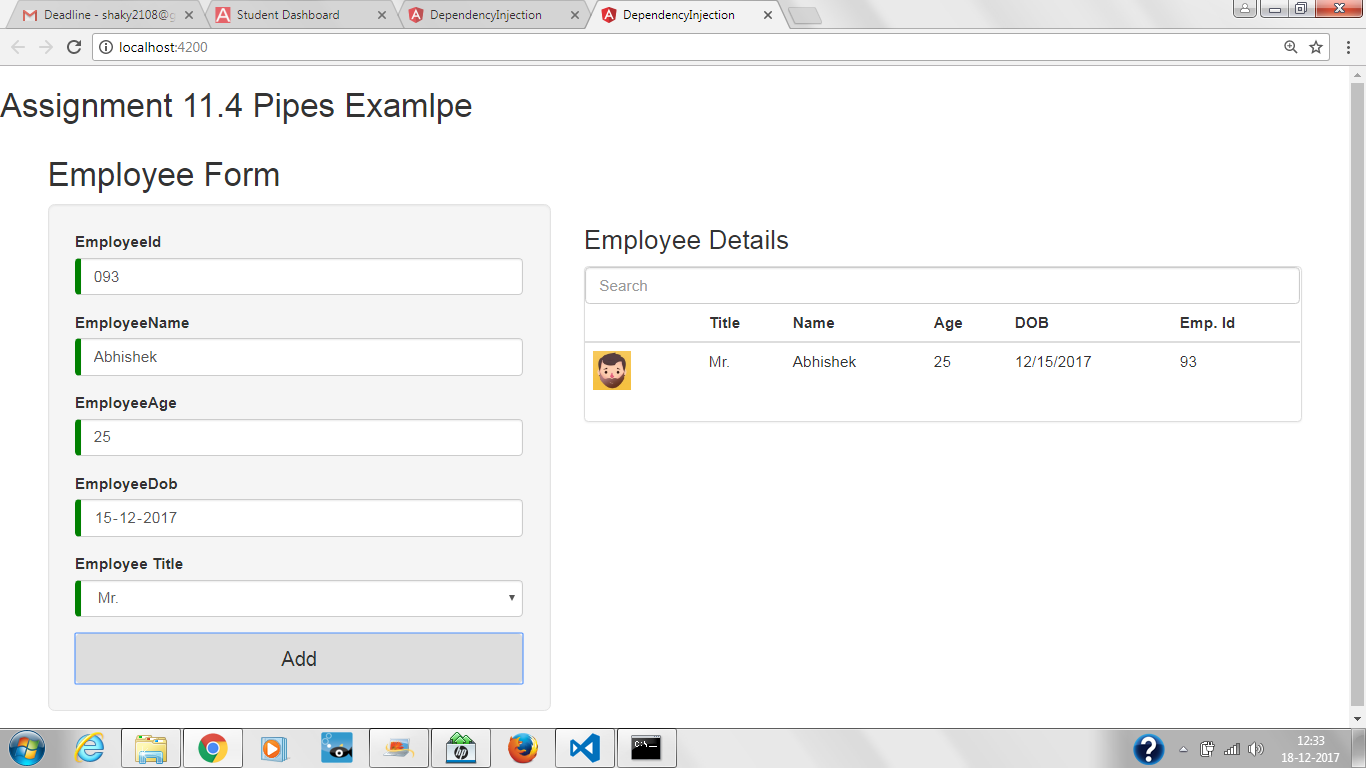 Deadline - shaky2108@g
Student Dashboard
DependencyInjection
DependencyInjection
localhost:4200
Assignment 11.4 Pipes Examlpe
Employee Form
EmployeeId
093
EmployeeName
Abhishek
EmployeeAge
25
EmployeeDob
15-12-2017
Employee Title
Mr.
Add
Employee Details
Search
Title Name Age DOB Emp. Id
Mr. Abhishek 25 12/15/2017 93
C:\_
hp
?
12:33
18-12-2017